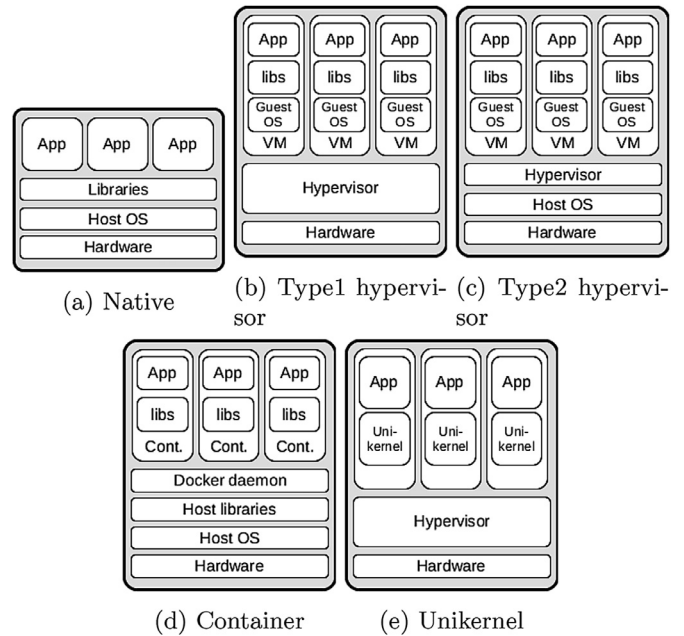 App App App
Libraries
Host OS
Hardware
(a) Native
App App App
libs libs libs
Guest Guest Guest
OS OS OS
VM VM VM
Hypervisor
Hardware
(b) Type1 hypervi-
sor
App App App
libs libs libs
Guest Guest Guest
OS OS OS
VM VM VM
Hypervisor
Host OS
Hardware
(c) Type2 hypervi-
sor
App App App
libs libs libs
Cont. Cont. Cont.
Docker daemon
Host libraries
Host OS
Hardware
(d) Container
App App App
Uni- Uni- Uni-
kernel kernel kernel
Hypervisor
Hardware
(e) Unikernel